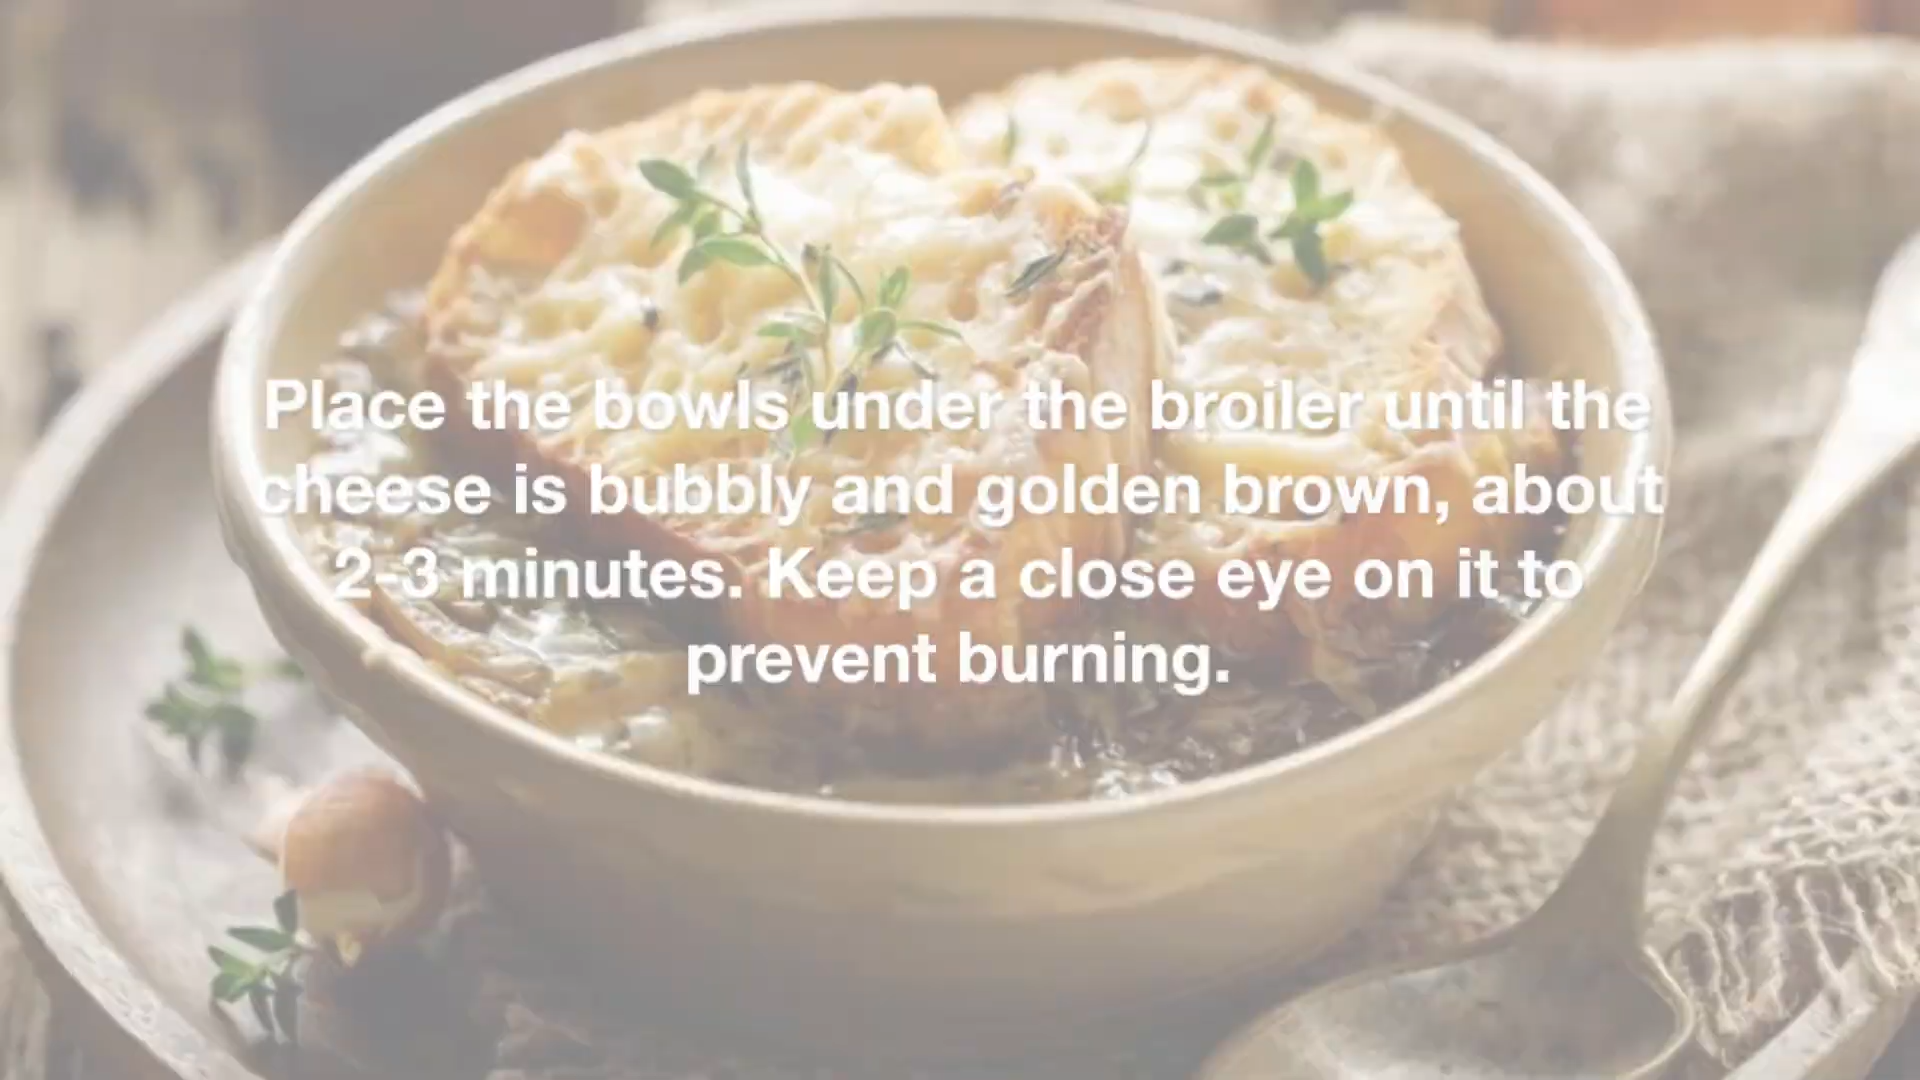 Place the bowls under the broiler until the
cheese is bubbly and golden brown, about
2-3 minutes. Keep a close eye on it to
prevent burning.